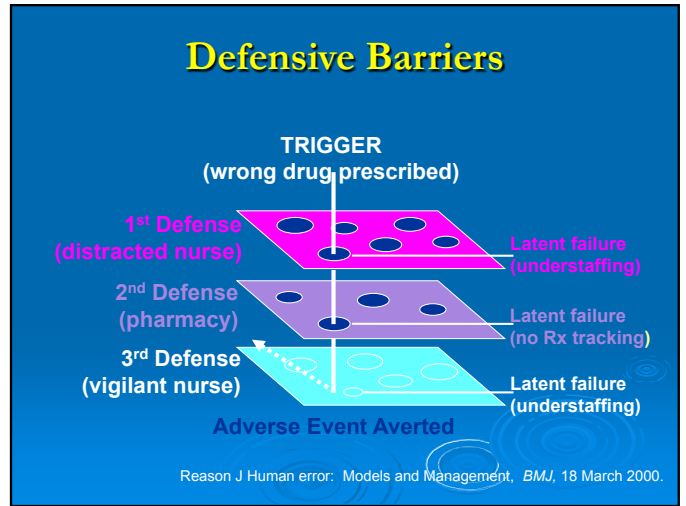 Defensive Barriers
TRIGGER
(wrong drug prescribed)
1st Defense
(distracted nurse)
Latent failure
(understaffing)
2nd Defense
(pharmacy)
Latent failure
(no Rx tracking)
3rd Defense
(vigilant nurse)
Latent failure
(understaffing)
Adverse Event Averted
Reason J Human error: Models and Management, BMJ, 18 March 2000.